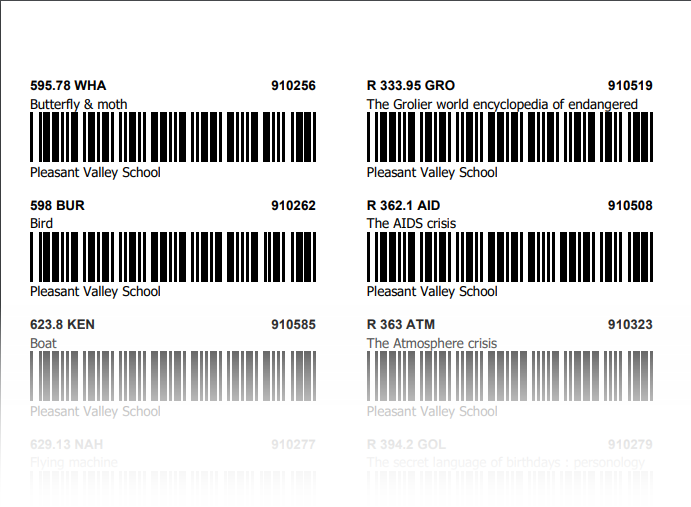 595.78 WHA 910256
Butterfly & moth
Pleasant Valley School
598 BUR 910262
Bird
Pleasant Valley School
623.8 KEN 910585
Boat
Pleasant Valley School
629.13 NAH 910277
Flying machine
R 333.95 GRO 910519
The Grolier world encyclopedia of endangered
Pleasant Valley School
R 362.1 AID 910508
The AIDS crisis
Pleasant Valley School
R 363 ATM 910323
The Atmosphere crisis
Pleasant Valley School
R 394.2 GOL 910279
The secret language of birthdays : personology